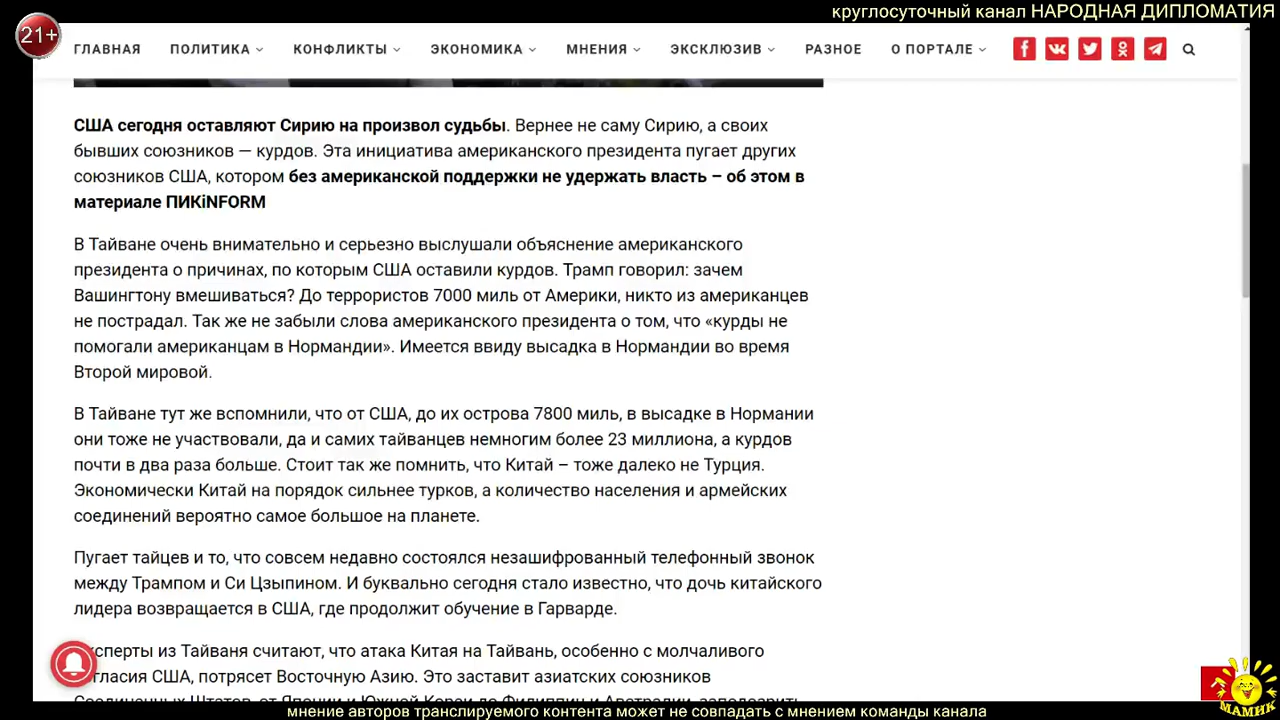 круглосуточный канал НАРОДНАЯ ДИПЛОМАТИЯ
21+
ГЛАВНАЯ ПОЛИТИКА КОНФЛИКТЫ ЭКОНОМИКА МНЕНИЯ ЭКСКЛЮЗИВ РАЗНОЕ О ПОРТАЛЕ
США сегодня оставляют Сирию на произвол судьбы. Вернее не саму Сирию, а своих
бывших союзников — курдов. Эта инициатива американского президента пугает других
союзников США, котором без американской поддержки не удержать власть – об этом в
материале ПИКiNFORM
В Тайване очень внимательно и серьезно выслушали объяснение американского
президента о причинах, по которым США оставили курдов. Трамп говорил: зачем
Вашингтону вмешиваться? До террористов 7000 миль от Америки, никто из американцев
не пострадал. Так же не забыли слова американского президента о том, что «курды не
помогали американцам в Нормандии». Имеется ввиду высадка в Нормандии во время
Второй мировой.
В Тайване тут же вспомнили, что от США, до их острова 7800 миль, в высадке в Нормании
они тоже не участвовали, да и самих тайванцев немногим более 23 миллиона, а курдов
почти в два раза больше. Стоит так же помнить, что Китай – тоже далеко не Турция.
Экономически Китай на порядок сильнее турков, а количество населения и армейских
соединений вероятно самое большое на планете.
Пугает тайцев и то, что совсем недавно состоялся незашифрованный телефонный звонок
между Трампом и Си Цзыпином. И буквально сегодня стало известно, что дочь китайского
лидера возвращается в США, где продолжит обучение в Гарварде.
ксперты из Тайваня считают, что атака Китая на Тайвань, особенно с молчаливого
гласия США, потрясет Восточную Азию. Это заставит азиатских союзников
МАМИК
мнение авторов транслируемого контента может не совпадать с мнением команды канала